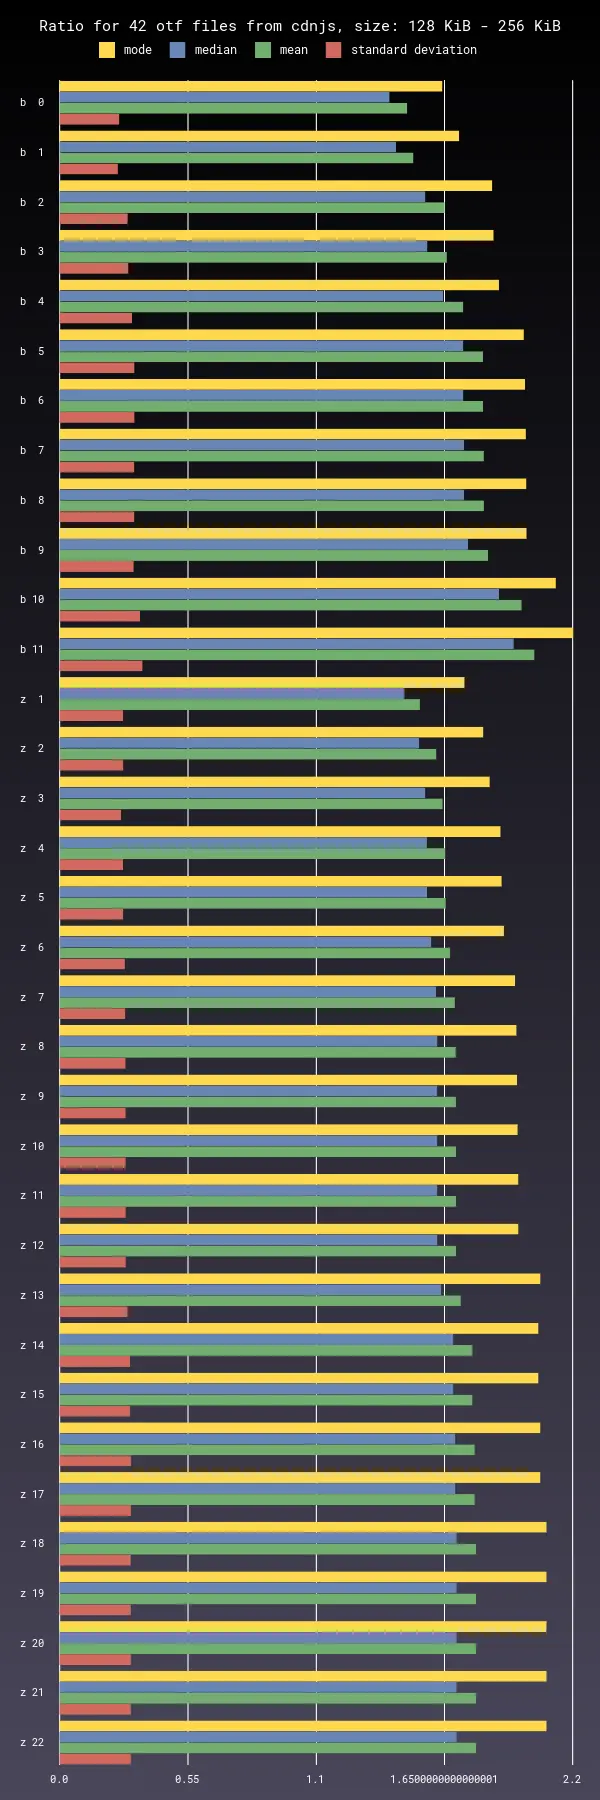 Ratio for 42 otf files from cdnjs, size: 128 KiB - 256 KiB
mode median mean standard deviation
b 0
b 1
b 2
b 3
b 4
b 5
b 6
b 7
b 8
b 9
b 10
b 11
z 1
z 2
z 3
z 4
z 5
z 6
z 7
z 8
z 9
z 10
z 11
z 12
z 13
z 14
z 15
z 16
z 17
z 18
z 19
z 20
z 21
z 22
0.0 0.55 1.1 1.6500000000000001 2.2